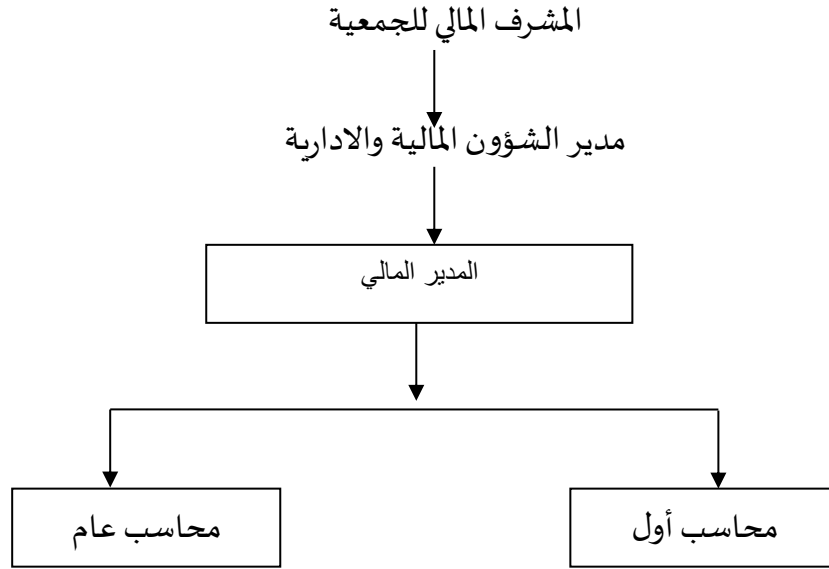 المشرف المالي للجمعية
مدير الشؤون المالية والادارية
المدير المالي
محاسب أول
محاسب عام